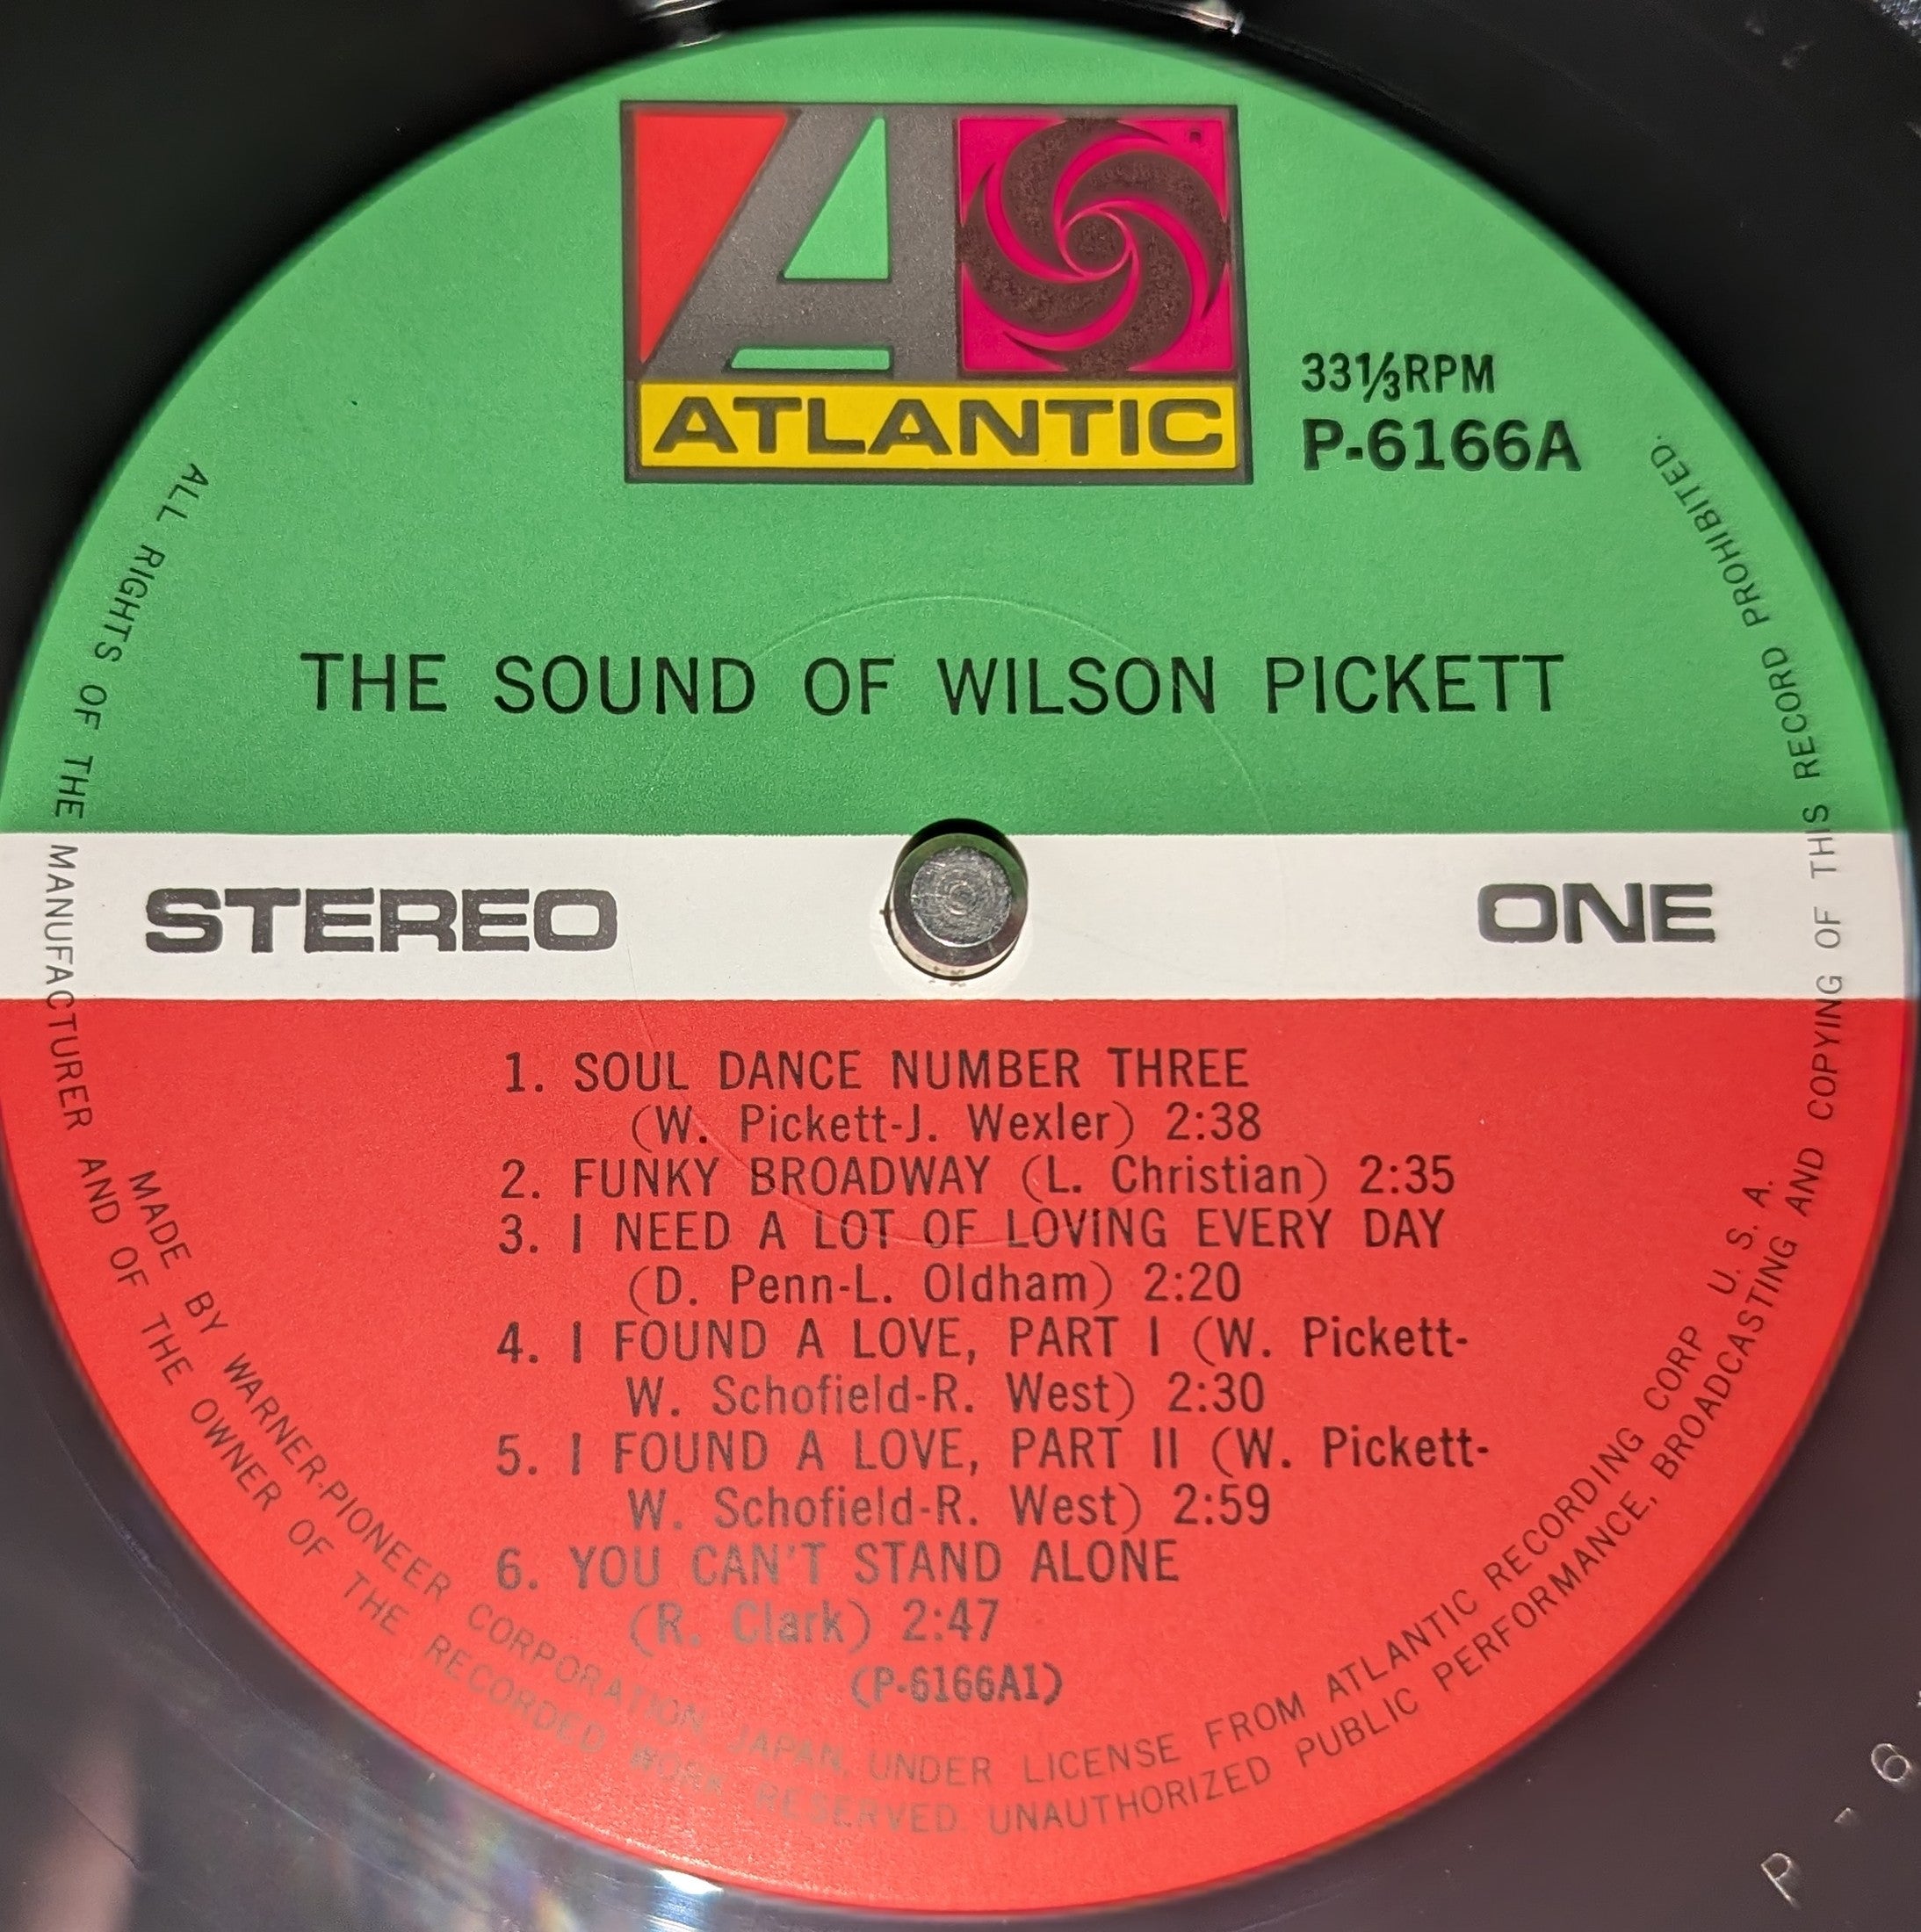 A
ATLANTIC
33⅓RPM
P-6166A
THE SOUND OF WILSON PICKETT
STEREO
ONE
1. SOUL DANCE NUMBER THREE
(W. Pickett-J. Wexler) 2:38
2. FUNKY BROADWAY (L. Christian) 2:35
3. I NEED A LOT OF LOVING EVERY DAY
(D. Penn-L. Oldham) 2:20
4. I FOUND A LOVE, PART I (W. Pickett-
W. Schofield-R. West) 2:30
5. I FOUND A LOVE, PART II (W. Pickett-
W. Schofield-R. West) 2:59
6. YOU CAN'T STAND ALONE
(R. Clark) 2:47
(P-6166A1)
MADE BY WARNER-PIONEER CORPORATION, JAPAN, UNDER LICENSE FROM ATLANTIC RECORDING CORP U. S. A.
ALL RIGHTS OF THE MANUFACTURER AND OF THE OWNER OF THE RECORDED WORK RESERVED UNAUTHORIZED PUBLIC PERFORMANCE, BROADCASTING AND COPYING OF THIS RECORD PROHIBITED.
P-6